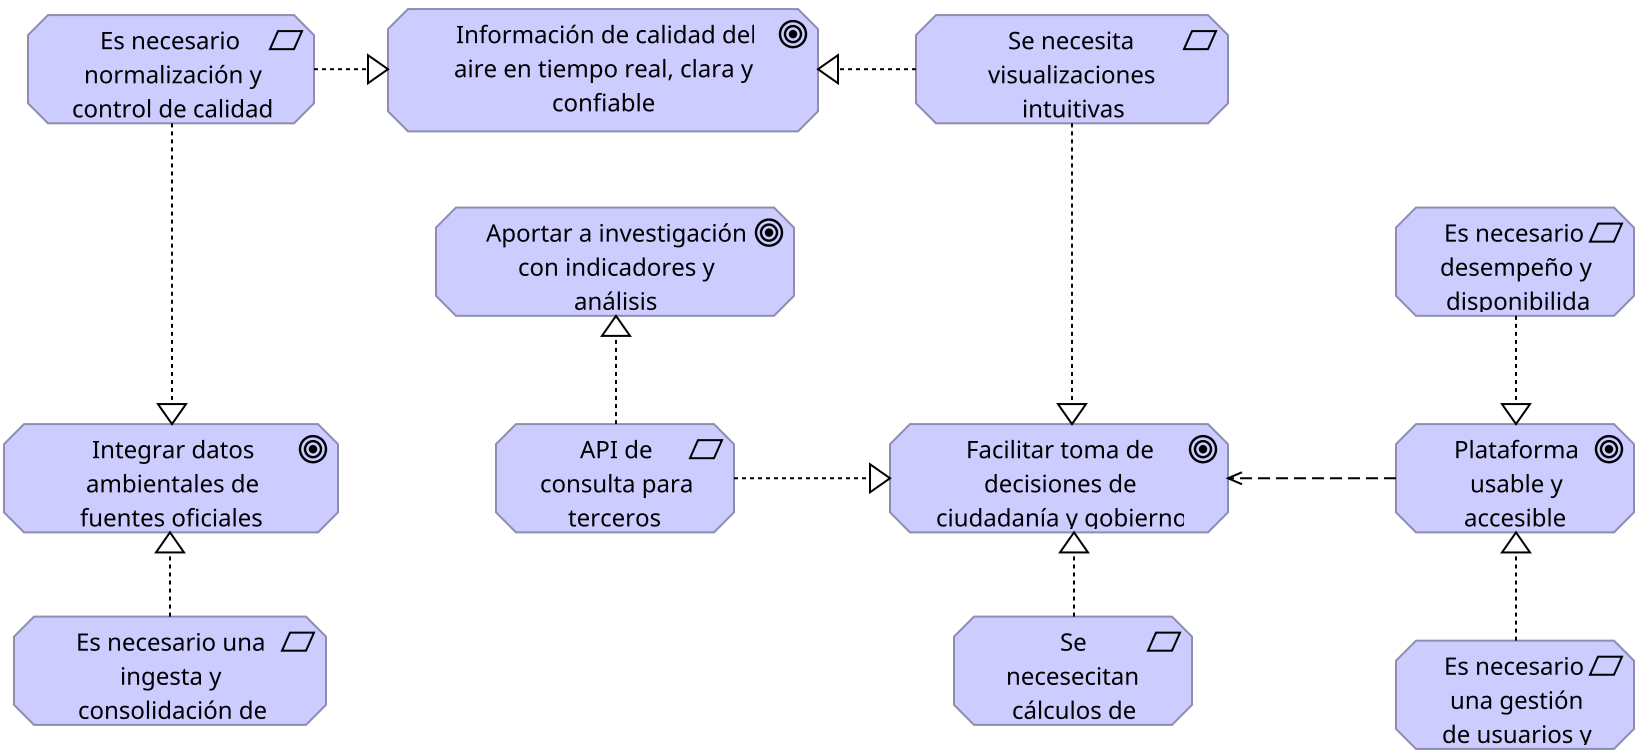 Es necesario
normalización y
control de calidad
Información de calidad del
aire en tiempo real, clara y
confiable
Se necesita
visualizaciones
intuitivas
Aportar a investigación
con indicadores y
análisis
Es necesario
desempeño y
disponibilida
Integrar datos
ambientales de
fuentes oficiales
API de
consulta para
terceros
Facilitar toma de
decisiones de
ciudadanía y gobierno
Plataforma
usable y
accesible
Es necesario una
ingesta y
consolidación de
Se
necesecitan
cálculos de
Es necesario
una gestión
de usuarios y